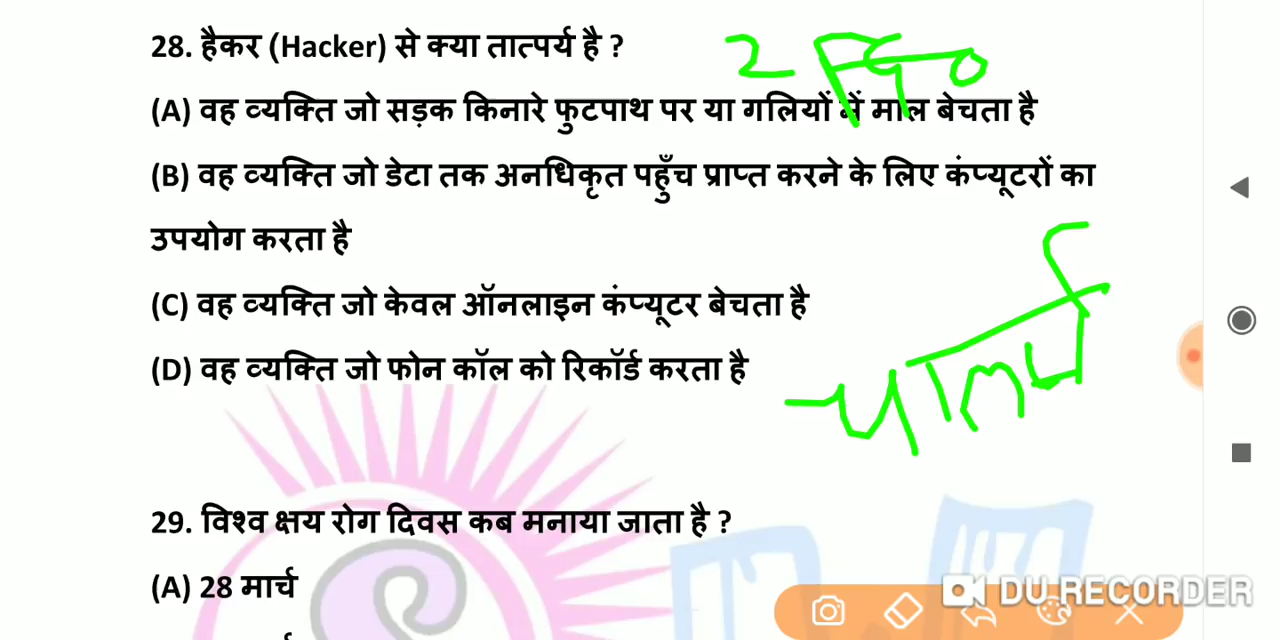 28. हैकर (Hacker) से क्या तात्पर्य है ?
(A) वह व्यक्ति जो सड़क किनारे फुटपाथ पर या गलियों में माल बेचता है
(B) वह व्यक्ति जो डेटा तक अनधिकृत पहुँच प्राप्त करने के लिए कंप्यूटरों का
उपयोग करता है
(C) वह व्यक्ति जो केवल ऑनलाइन कंप्यूटर बेचता है
(D) वह व्यक्ति जो फोन कॉल को रिकॉर्ड करता है
29. विश्व क्षय रोग दिवस कब मनाया जाता है ?
(A) 28 मार्च
DU RECORDER